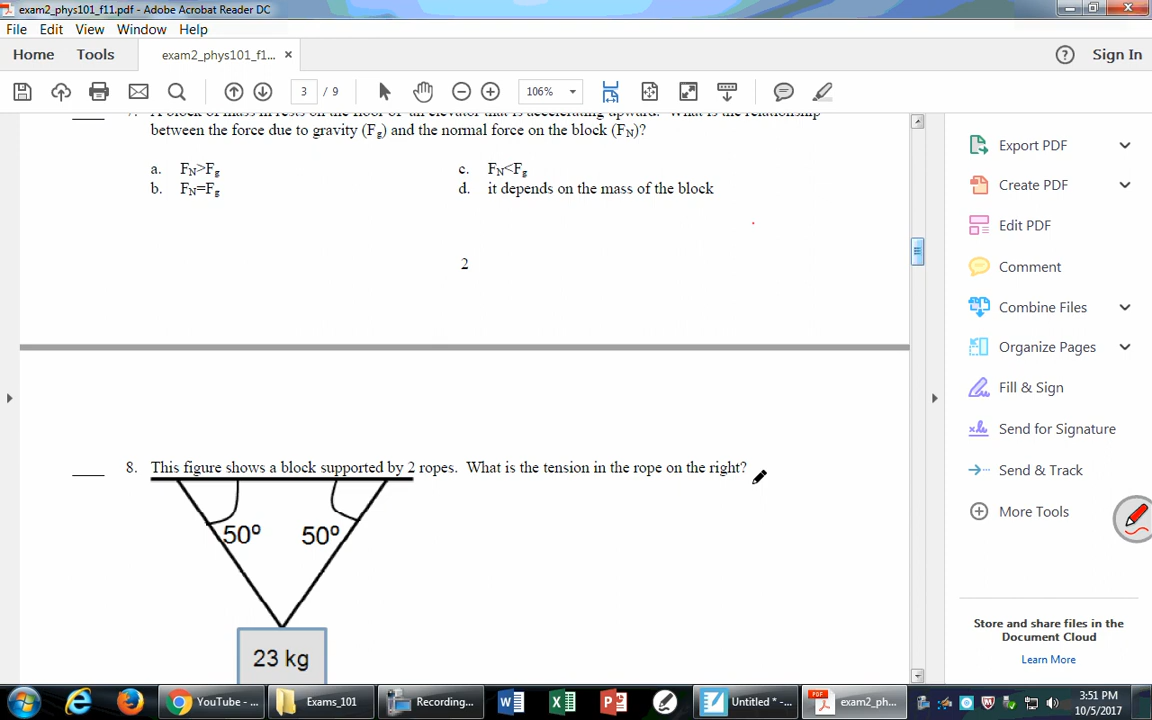 exam2_phys101_f11.pdf - Adobe Acrobat Reader DC
File Edit View Window Help
Home Tools exam2_phys101_f1... × ? Sign In
3 / 9 106%
between the force due to gravity (Fg) and the normal force on the block (FN)?
a. FN>Fg c. FN<Fg
b. FN=Fg d. it depends on the mass of the block
2
____ 8. This figure shows a block supported by 2 ropes. What is the tension in the rope on the right?
50º 50º
23 kg
Export PDF
Create PDF
Edit PDF
Comment
Combine Files
Organize Pages
Fill & Sign
Send for Signature
Send & Track
More Tools
Store and share files in the
Document Cloud
Learn More
YouTube - ... Exams_101 Recording... Untitled * -... exam2_ph...
3:51 PM
10/5/2017